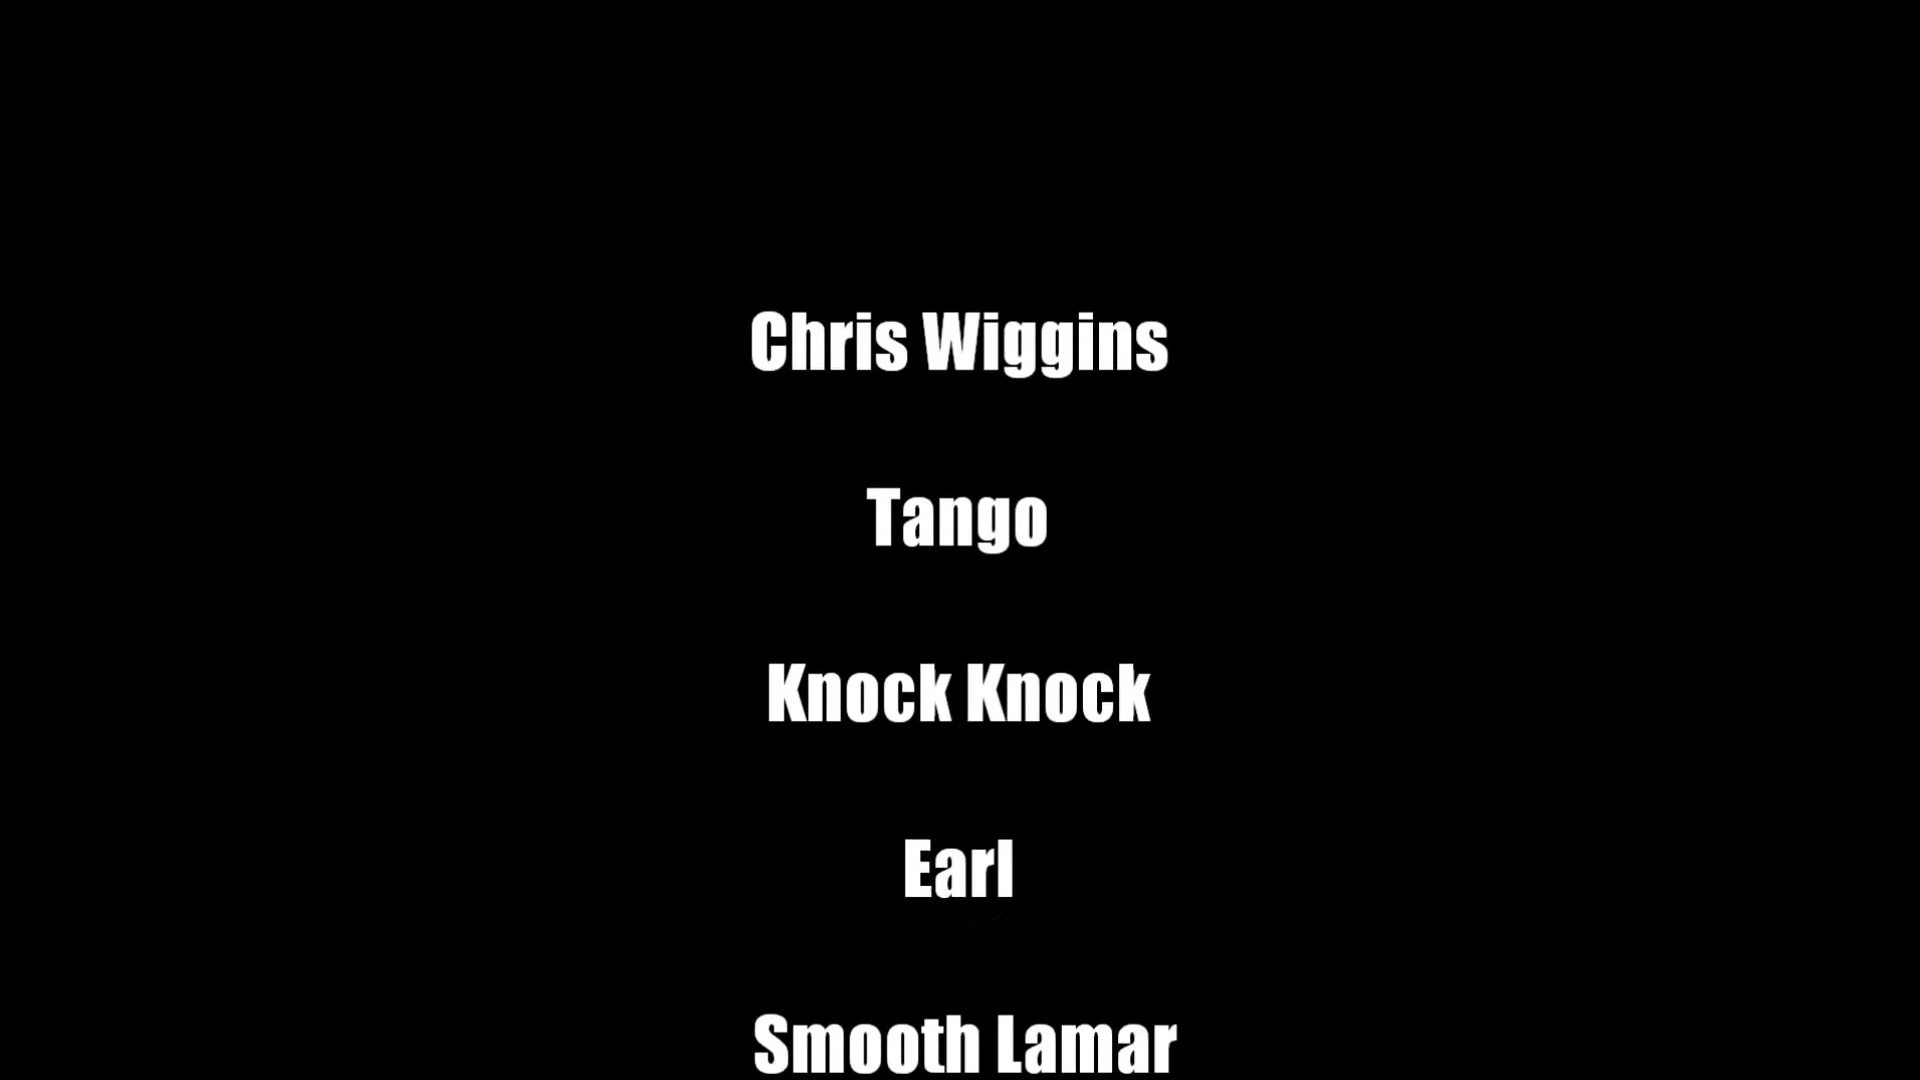 Chris Wiggins
Tango
Knock Knock
Earl
Smooth Lamar